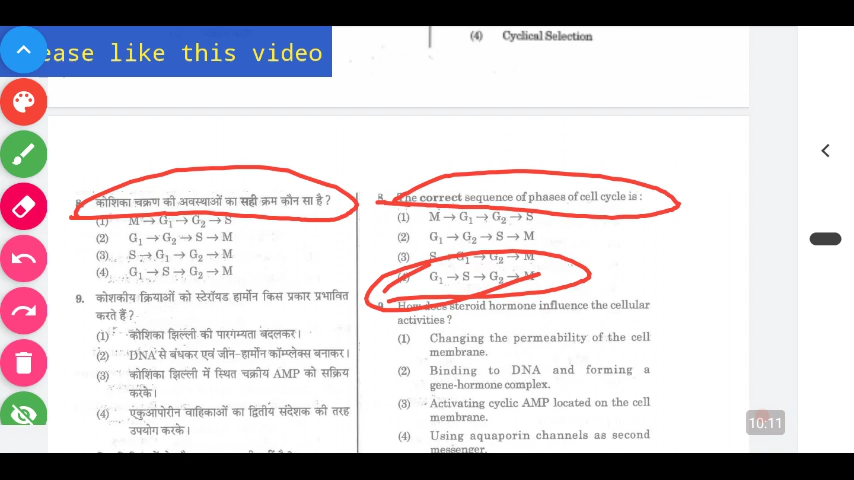 ease like this video
(4) Cyclical Selection
8. कोशिका चक्रण की अवस्थाओं का सही क्रम कौन सा है ?
(1) M → G₁ → G₂ → S
(2) G₁ → G₂ → S → M
(3) S → G₁ → G₂ → M
(4) G₁ → S → G₂ → M
9. कोशकीय क्रियाओं को स्टेरॉयड हार्मोन किस प्रकार प्रभावित
करते हैं ?
(1) कोशिका झिल्ली की पारगम्यता बदलकर।
(2) DNA से बंधकर एवं जीन-हार्मोन कॉम्प्लेक्स बनाकर।
(3) कोशिका झिल्ली में स्थित चक्रीय AMP को सक्रिय
करके।
(4) एक्वापोरीन वाहिकाओं का द्वितीय संदेशक की तरह
उपयोग करके।
8. The correct sequence of phases of cell cycle is :
(1) M → G₁ → G₂ → S
(2) G₁ → G₂ → S → M
(3) S → G₁ → G₂ → M
(4) G₁ → S → G₂ → M
9. How does steroid hormone influence the cellular
activities ?
(1) Changing the permeability of the cell
membrane.
(2) Binding to DNA and forming a
gene-hormone complex.
(3) Activating cyclic AMP located on the cell
membrane.
(4) Using aquaporin channels as second
messenger.
10:11